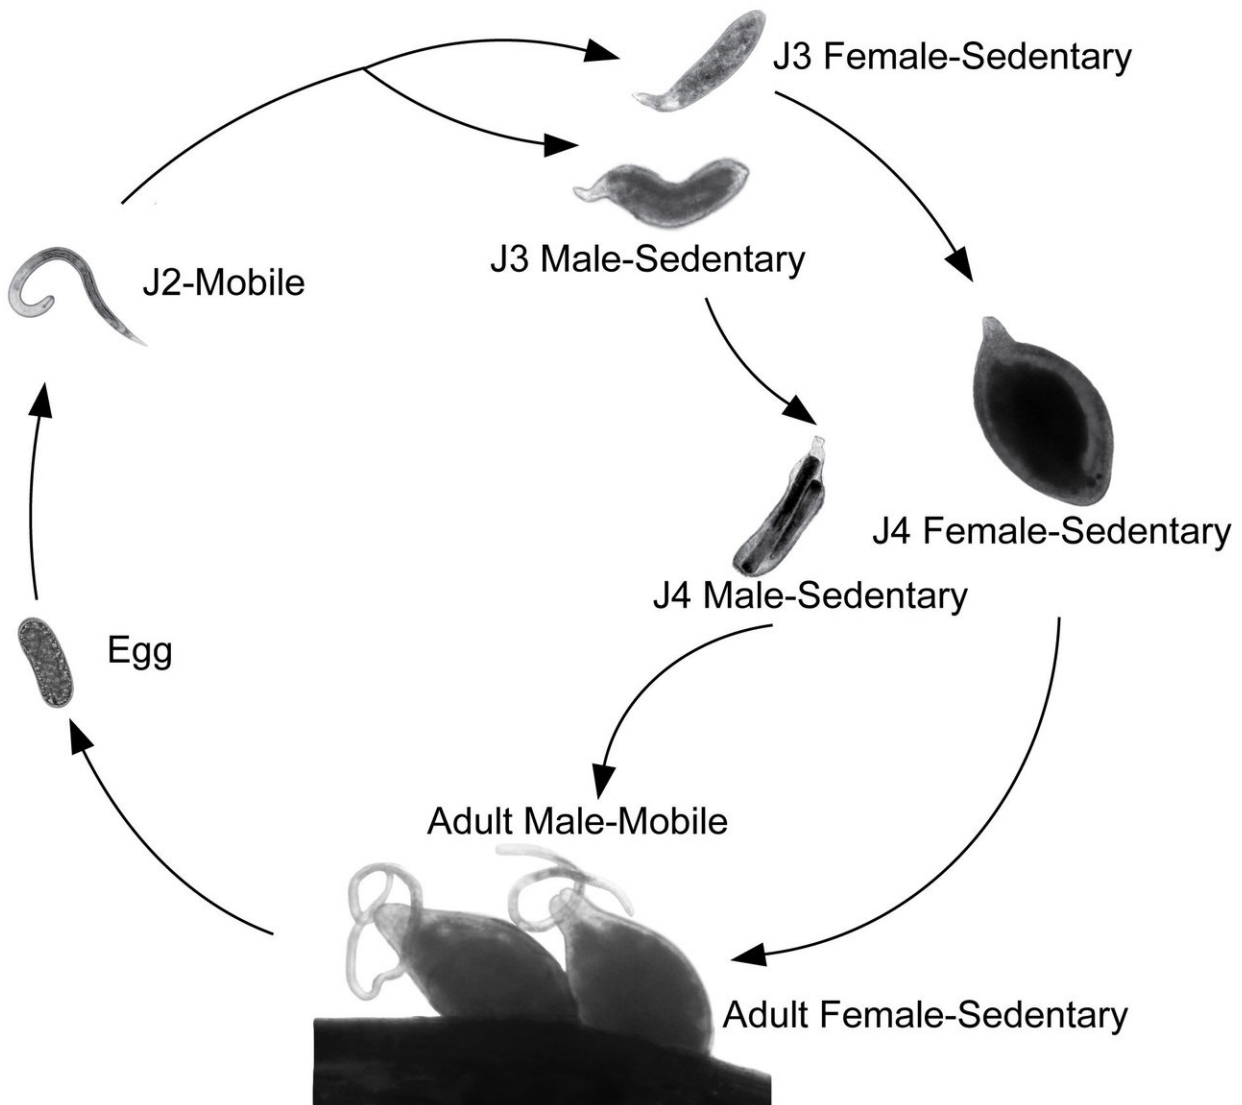 J3 Female-Sedentary
J3 Male-Sedentary
J2-Mobile
J4 Female-Sedentary
J4 Male-Sedentary
Egg
Adult Male-Mobile
Adult Female-Sedentary